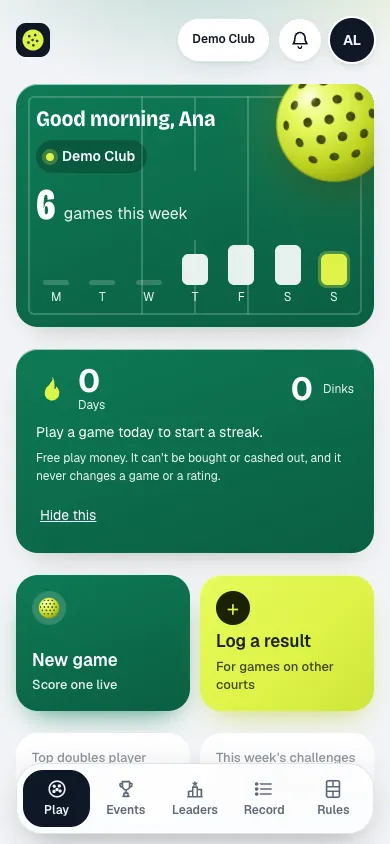 Demo Club
AL
Good morning, Ana
Demo Club
6 games this week
M T W T F S S
0
Days
0 Dinks
Play a game today to start a streak.
Free play money. It can't be bought or cashed out, and it
never changes a game or a rating.
Hide this
New game
Score one live
Log a result
For games on other
courts
Top doubles player
This week's challenges
Play
Events
Leaders
Record
Rules